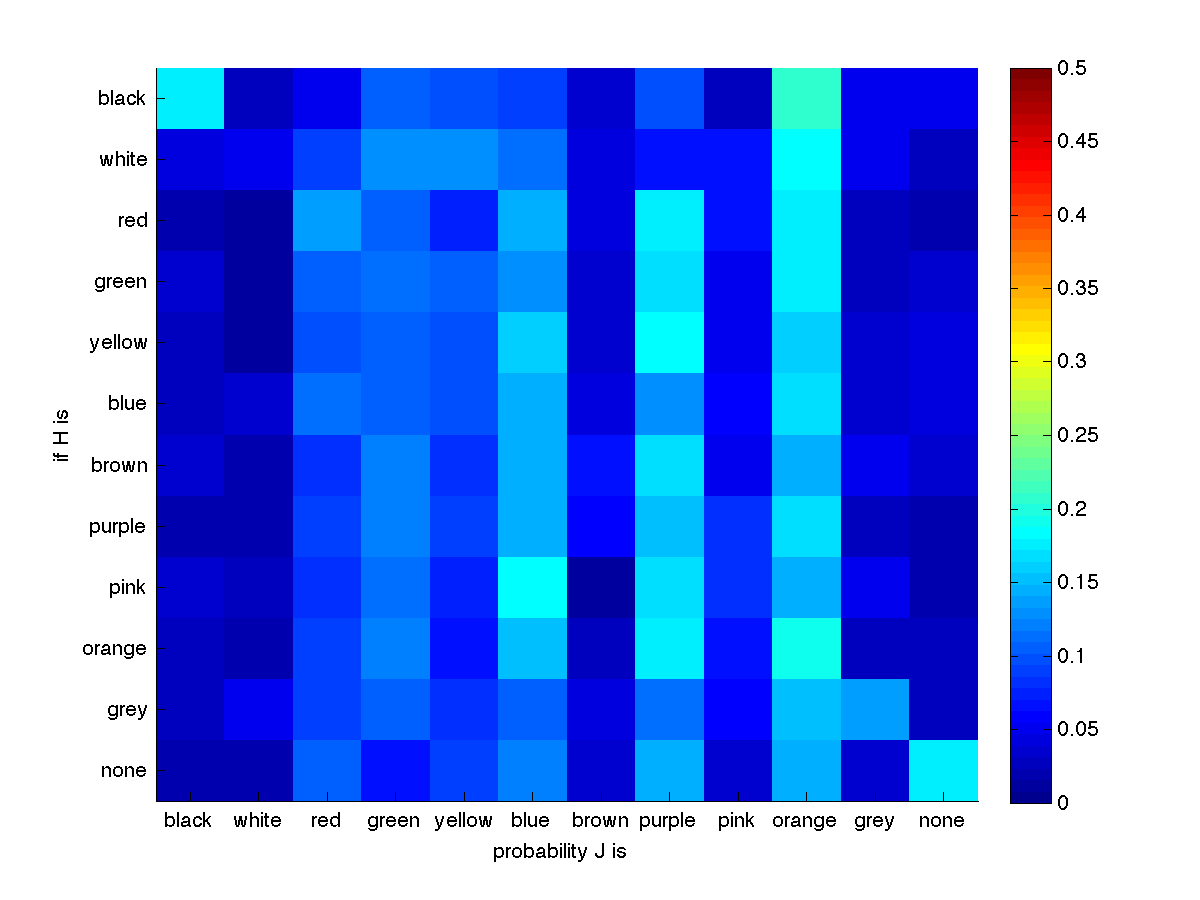 black
white
red
green
yellow
blue
brown
purple
pink
orange
grey
none
if H is
black white red green yellow blue brown purple pink orange grey none
probability J is
0.5
0.45
0.4
0.35
0.3
0.25
0.2
0.15
0.1
0.05
0